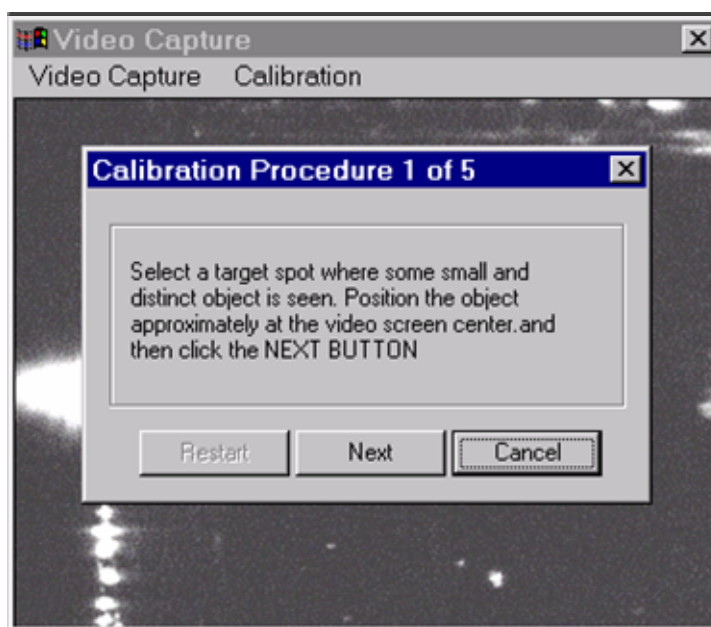 Video Capture
Video Capture Calibration
Calibration Procedure 1 of 5
Select a target spot where some small and
distinct object is seen. Position the object
approximately at the video screen center.and
then click the NEXT BUTTON
Restart Next Cancel